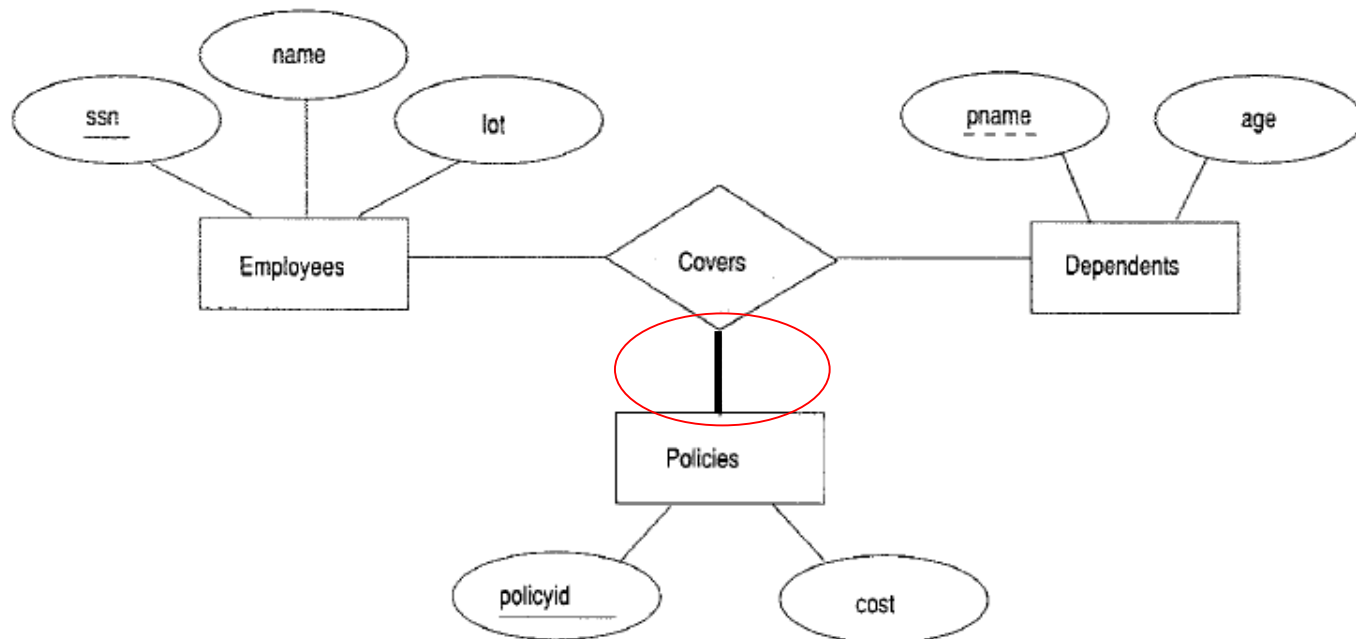 name
ssn
lot
pname
age
Employees
Covers
Dependents
Policies
policyid
cost